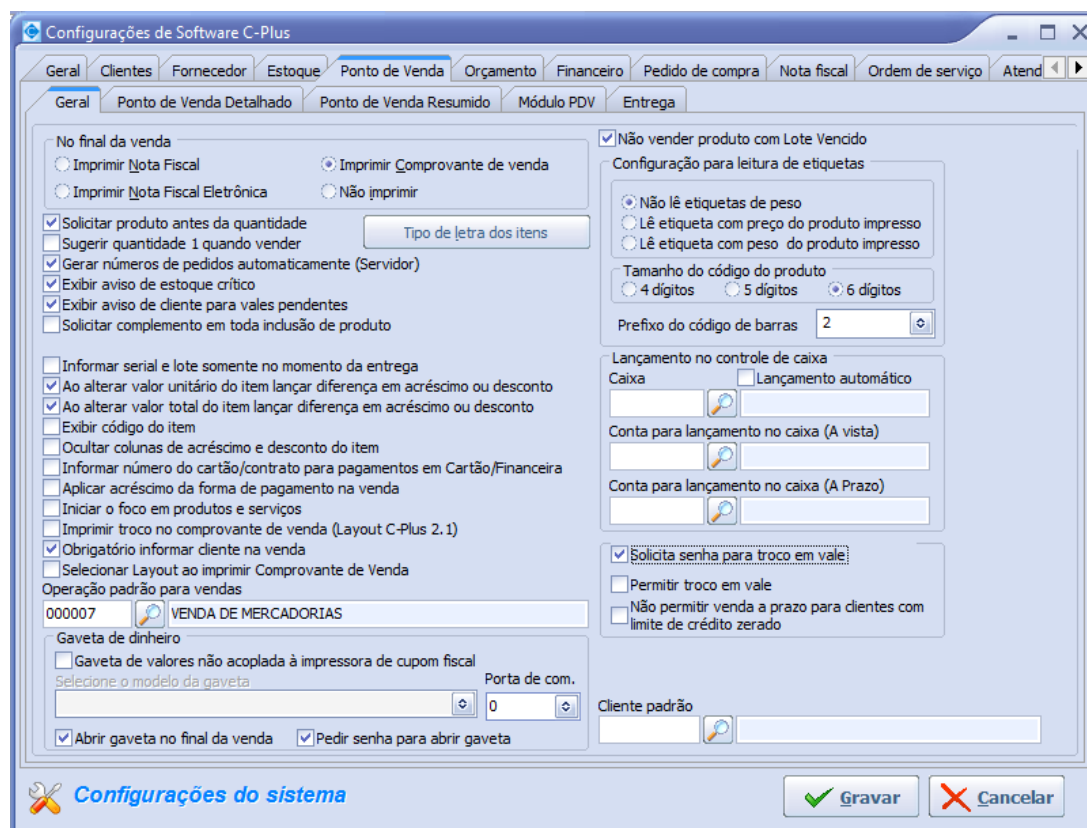 Configurações de Software C-Plus
Geral Clientes Fornecedor Estoque Ponto de Venda Orçamento Financeiro Pedido de compra Nota fiscal Ordem de serviço Atend
Geral Ponto de Venda Detalhado Ponto de Venda Resumido Módulo PDV Entrega
No final da venda
Imprimir Nota Fiscal Imprimir Comprovante de venda
Imprimir Nota Fiscal Eletrônica Não imprimir
Solicitar produto antes da quantidade
Tipo de letra dos itens
Sugerir quantidade 1 quando vender
Gerar números de pedidos automaticamente (Servidor)
Exibir aviso de estoque crítico
Exibir aviso de cliente para vales pendentes
Solicitar complemento em toda inclusão de produto
Informar serial e lote somente no momento da entrega
Ao alterar valor unitário do item lançar diferença em acréscimo ou desconto
Ao alterar valor total do item lançar diferença em acréscimo ou desconto
Exibir código do item
Ocultar colunas de acréscimo e desconto do item
Informar número do cartão/contrato para pagamentos em Cartão/Financeira
Aplicar acréscimo da forma de pagamento na venda
Iniciar o foco em produtos e serviços
Imprimir troco no comprovante de venda (Layout C-Plus 2.1)
Obrigatório informar cliente na venda
Selecionar Layout ao imprimir Comprovante de Venda
Operação padrão para vendas
000007 VENDA DE MERCADORIAS
Gaveta de dinheiro
Gaveta de valores não acoplada à impressora de cupom fiscal
Selecione o modelo da gaveta Porta de com.
0
Abrir gaveta no final da venda Pedir senha para abrir gaveta
Não vender produto com Lote Vencido
Configuração para leitura de etiquetas
Não lê etiquetas de peso
Lê etiqueta com preço do produto impresso
Lê etiqueta com peso do produto impresso
Tamanho do código do produto
4 dígitos 5 dígitos 6 dígitos
Prefixo do código de barras 2
Lançamento no controle de caixa
Caixa Lançamento automático
Conta para lançamento no caixa (A vista)
Conta para lançamento no caixa (A Prazo)
Solicita senha para troco em vale
Permitir troco em vale
Não permitir venda a prazo para clientes com
limite de crédito zerado
Cliente padrão
Configurações do sistema
Gravar Cancelar